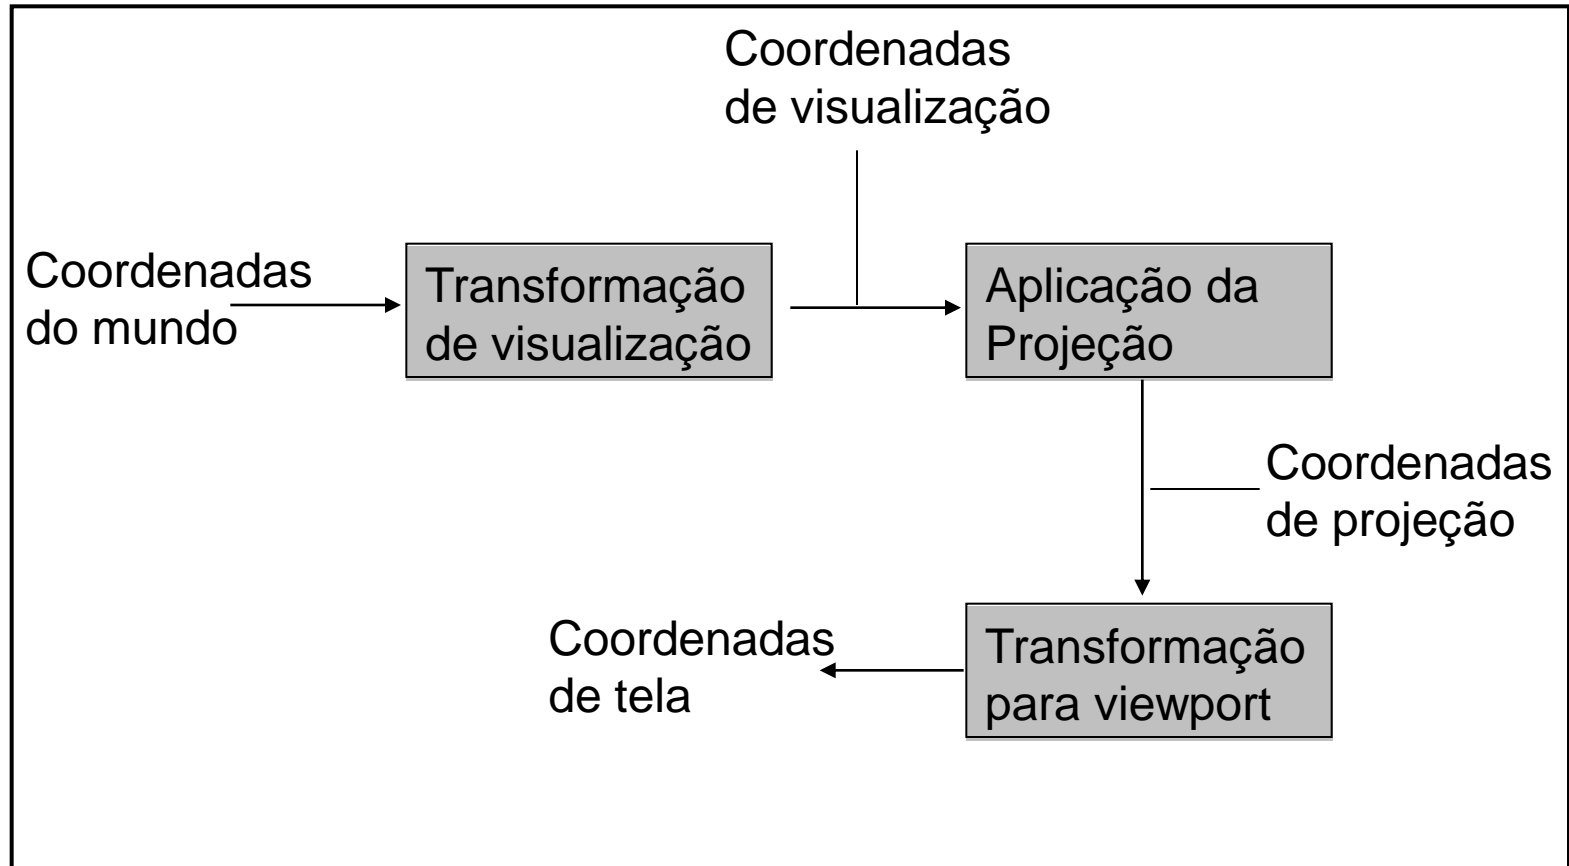 Coordenadas
de visualização
Coordenadas
do mundo
Transformação
de visualização
Aplicação da
Projeção
Coordenadas
de projeção
Coordenadas
de tela
Transformação
para viewport